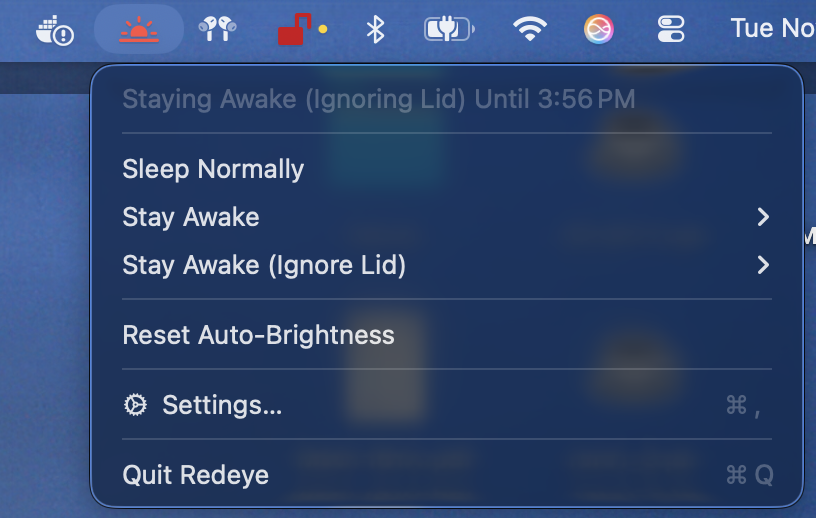 Tue No
Staying Awake (Ignoring Lid) Until 3:56 PM
Sleep Normally
Stay Awake
Stay Awake (Ignore Lid)
Reset Auto-Brightness
Settings... ⌘ ,
Quit Redeye ⌘ Q